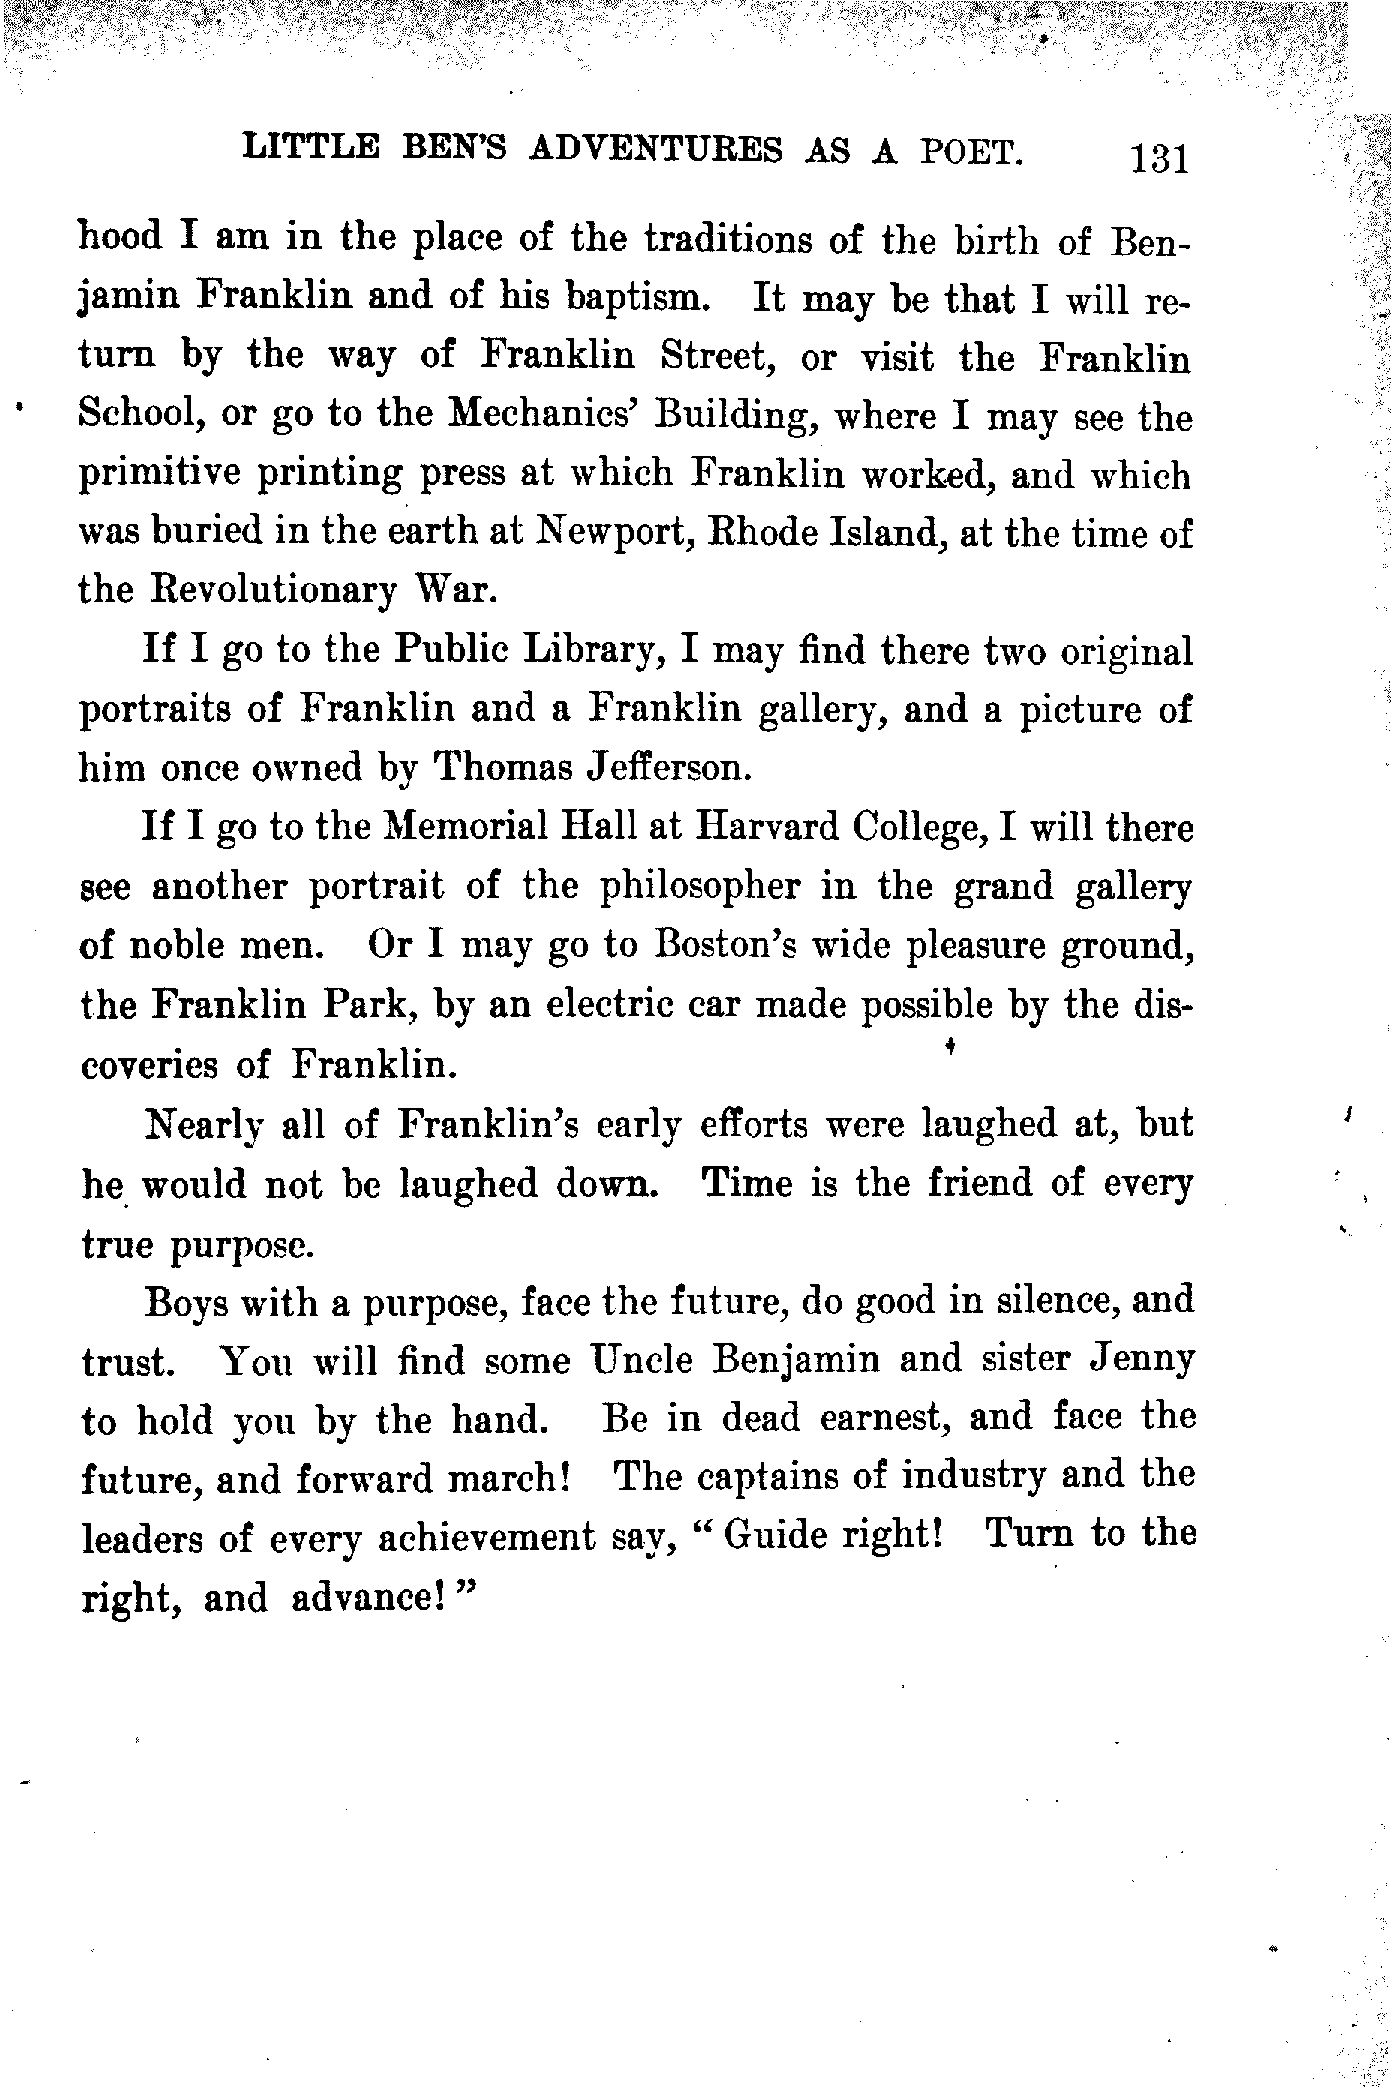 LITTLE BEN'S ADVENTURES AS A POET. 131
hood I am in the place of the traditions of the birth of Ben-
jamin Franklin and of his baptism. It may be that I will re-
turn by the way of Franklin Street, or visit the Franklin
School, or go to the Mechanics' Building, where I may see the
primitive printing press at which Franklin worked, and which
was buried in the earth at Newport, Rhode Island, at the time of
the Revolutionary War.
If I go to the Public Library, I may find there two original
portraits of Franklin and a Franklin gallery, and a picture of
him once owned by Thomas Jefferson.
If I go to the Memorial Hall at Harvard College, I will there
see another portrait of the philosopher in the grand gallery
of noble men. Or I may go to Boston's wide pleasure ground,
the Franklin Park, by an electric car made possible by the dis-
coveries of Franklin.
Nearly all of Franklin's early efforts were laughed at, but
he would not be laughed down. Time is the friend of every
true purpose.
Boys with a purpose, face the future, do good in silence, and
trust. You will find some Uncle Benjamin and sister Jenny
to hold you by the hand. Be in dead earnest, and face the
future, and forward march! The captains of industry and the
leaders of every achievement say, "Guide right! Turn to the
right, and advance!"